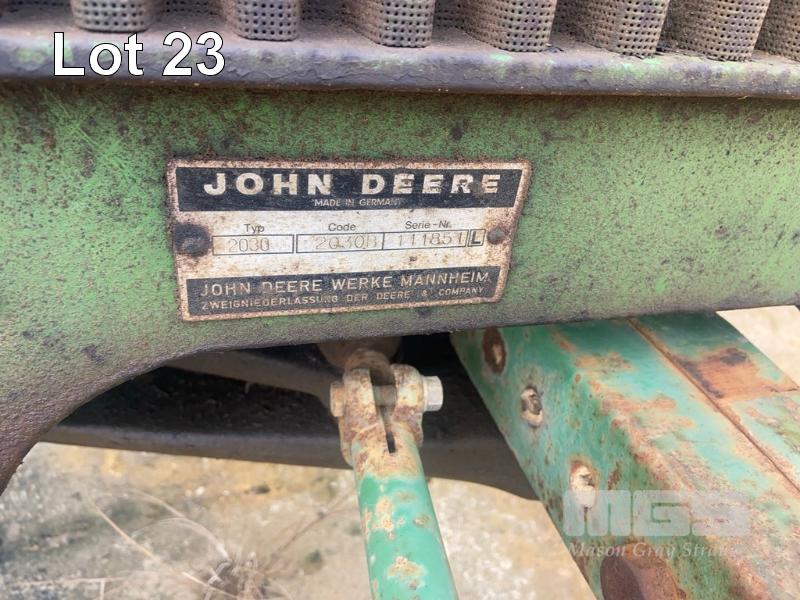 Lot 23
JOHN DEERE
MADE IN GERMANY
Typ Code Serie-Nr.
2030 2030B 111851 L
JOHN DEERE WERKE MANNHEIM
ZWEIGNIEDERLASSUNG DER DEERE & COMPANY
MGS
Mason Gray Strange